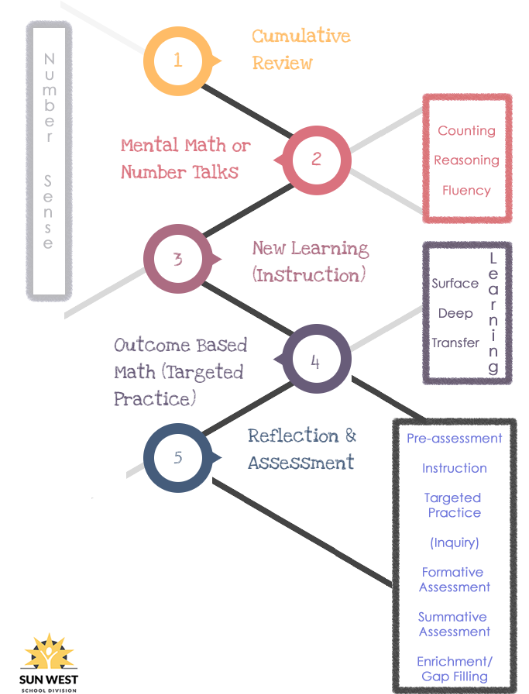 Number Sense
1
Cumulative
Review
Mental Math or
Number Talks
2
Counting
Reasoning
Fluency
3
New Learning
(Instruction)
Surface
Deep
Transfer
Learning
Outcome Based
Math (Targeted
Practice)
4
5
Reflection &
Assessment
Pre-assessment
Instruction
Targeted
Practice
(Inquiry)
Formative
Assessment
Summative
Assessment
Enrichment/
Gap Filling
SUN WEST
SCHOOL DIVISION